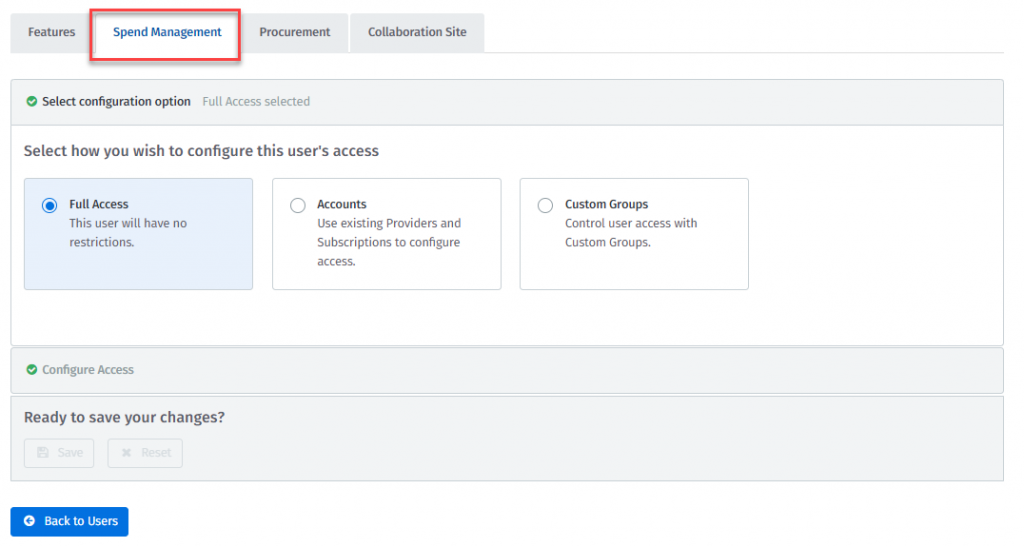 Features Spend Management Procurement Collaboration Site
Select configuration option Full Access selected
Select how you wish to configure this user's access
Full Access
This user will have no
restrictions.
Accounts
Use existing Providers and
Subscriptions to configure
access.
Custom Groups
Control user access with
Custom Groups.
Configure Access
Ready to save your changes?
Save Reset
Back to Users